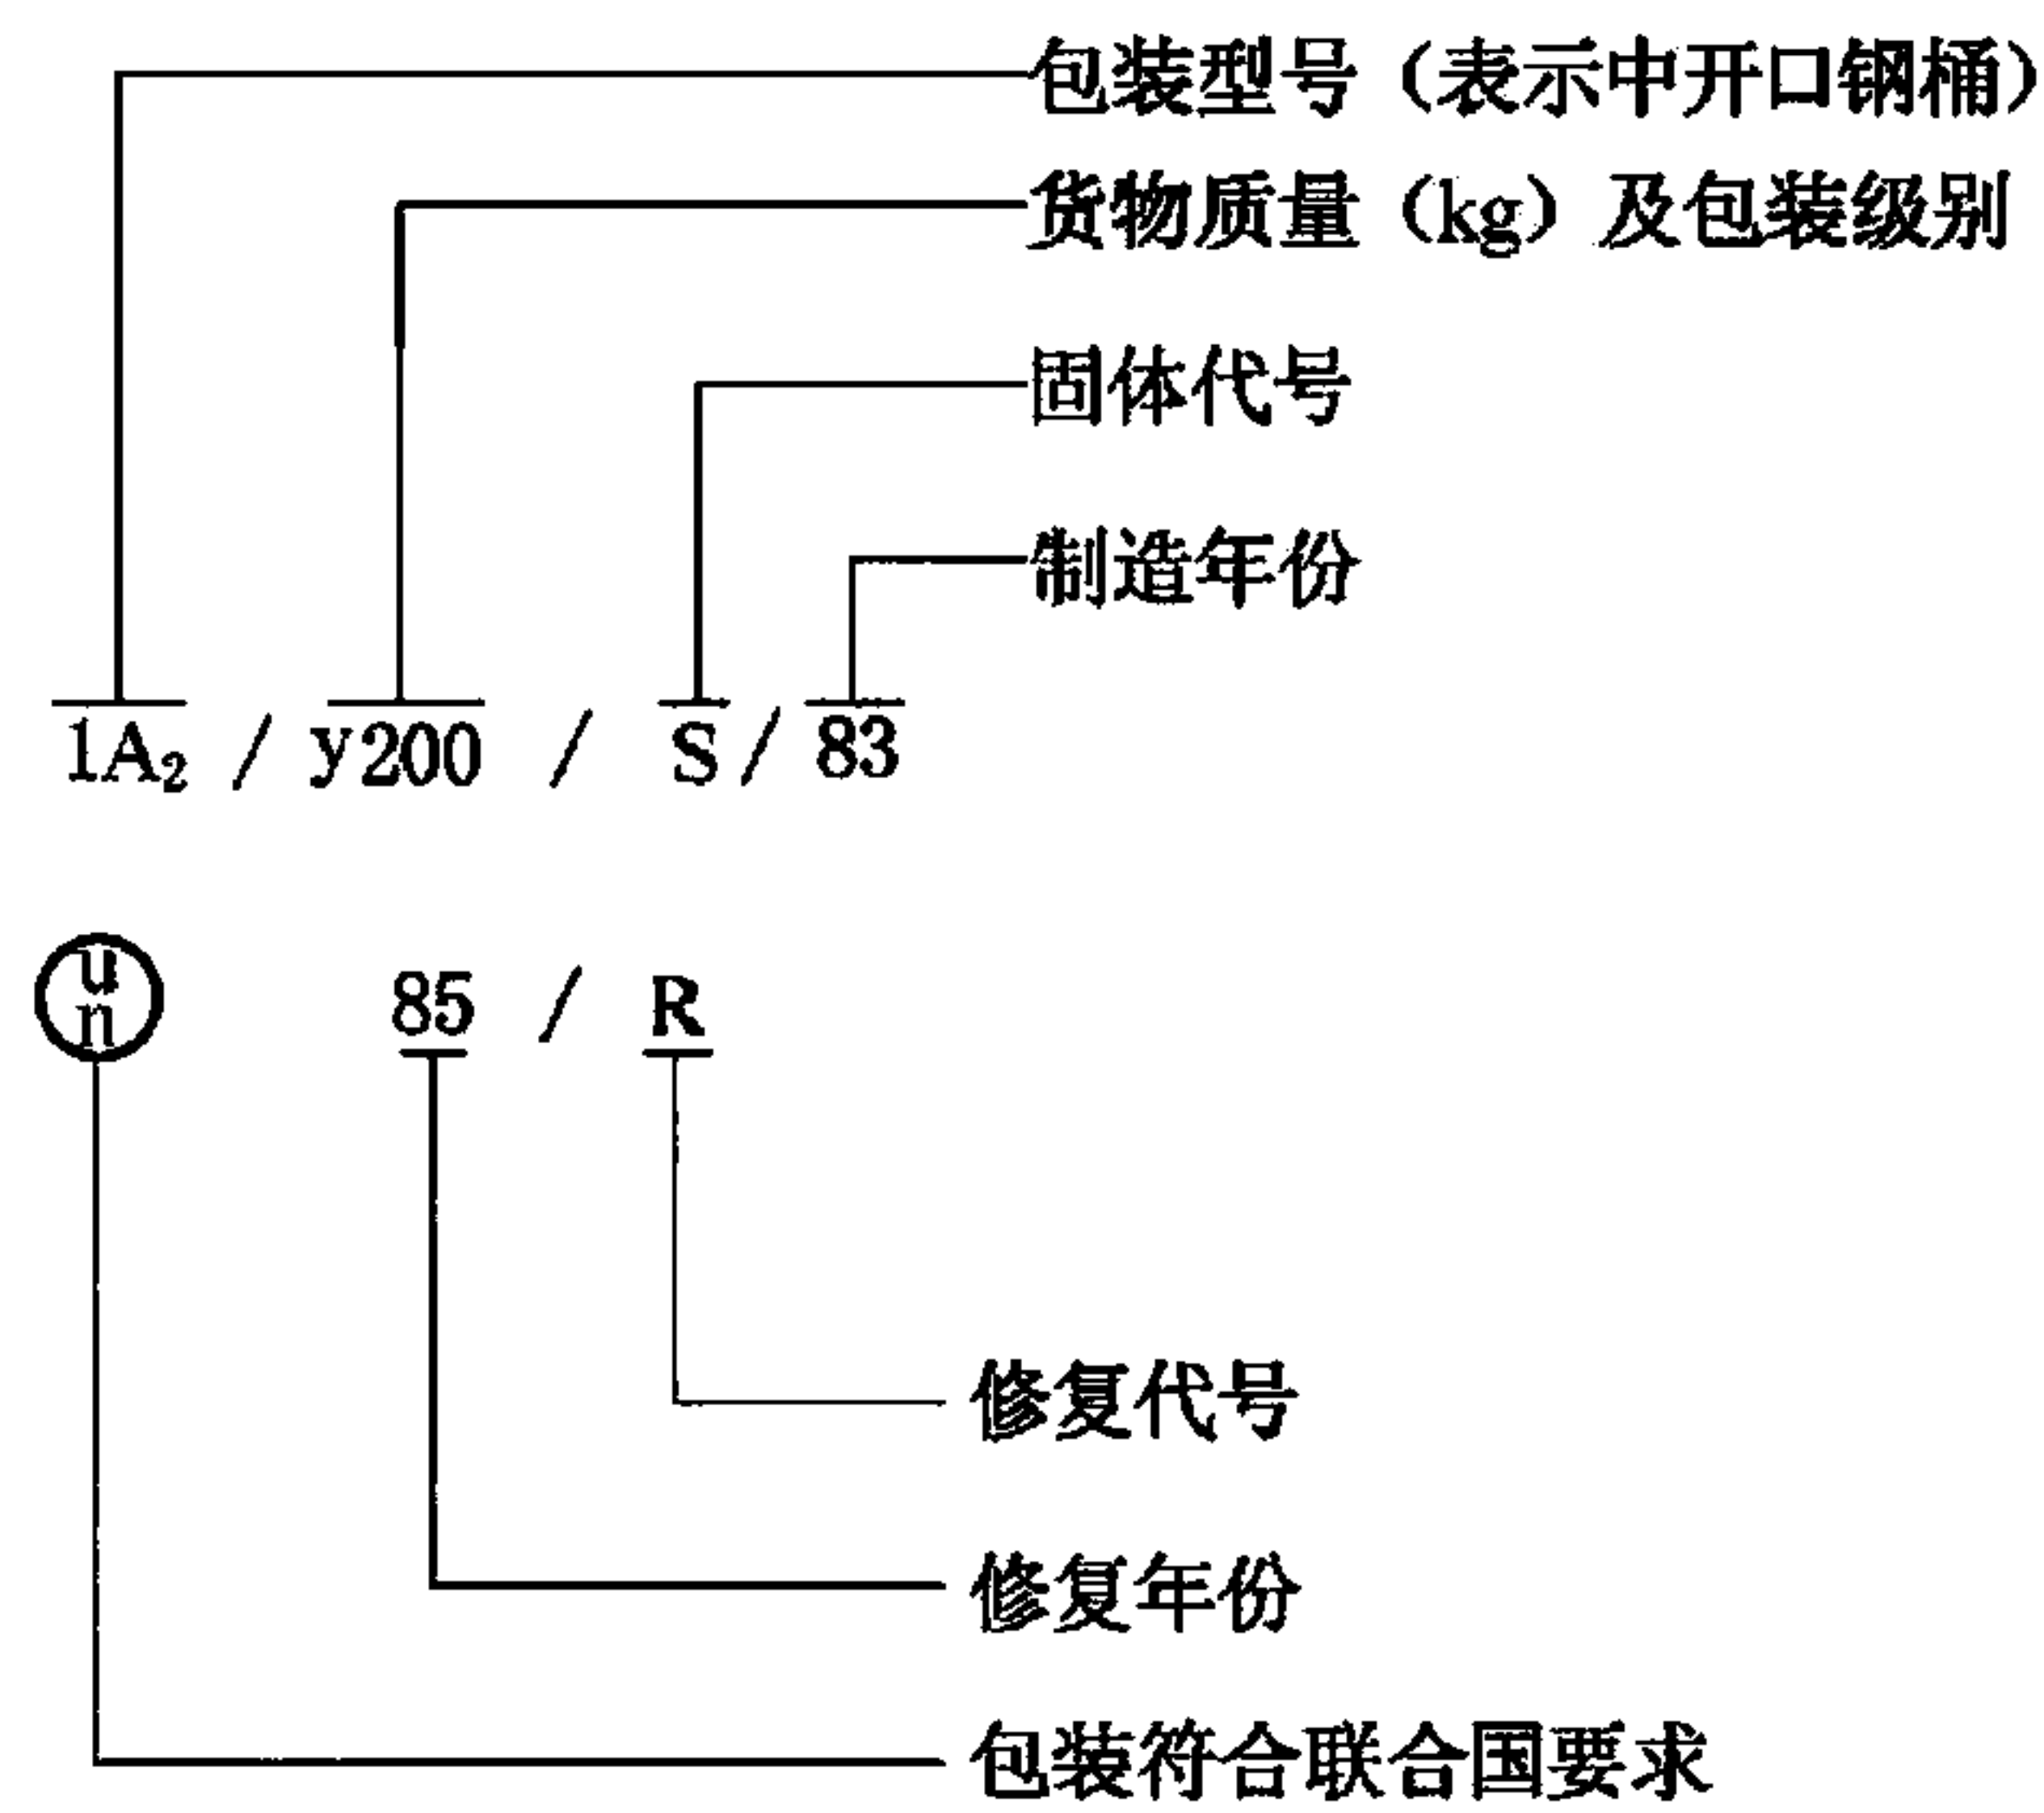 包装型号（表示中开口钢桶）
货物质量（kg）及包装级别
固体代号
制造年份
1A₂ / y200 / S / 83
u
n
85 / R
修复代号
修复年份
包装符合联合国要求